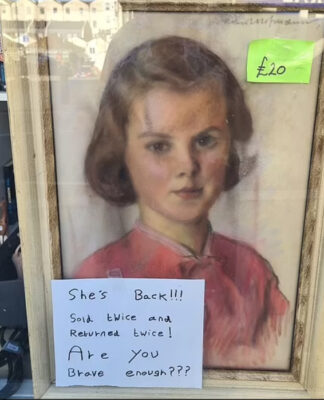 £20
She's Back!!!
Sold twice and
Returned twice!
Are You
Brave enough???